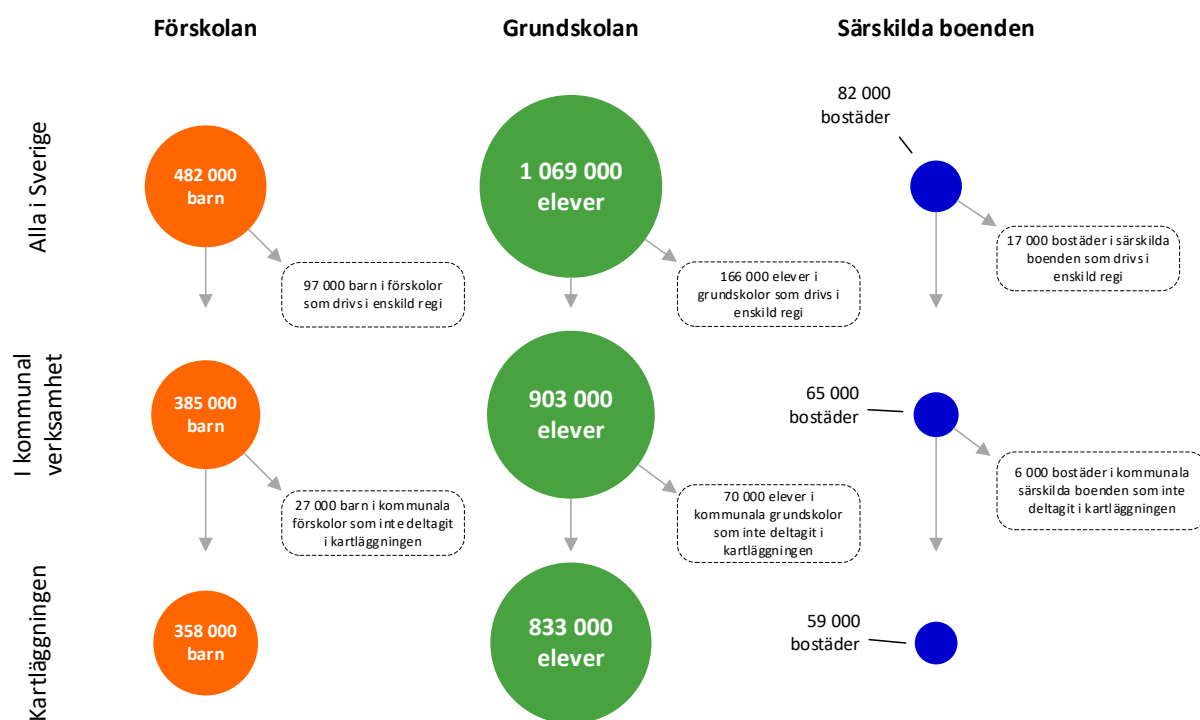 Förskolan
Grundskolan
Särskilda boenden
Alla i Sverige
482 000
barn
97 000 barn i förskolor
som drivs i enskild regi
1 069 000
elever
166 000 elever i
grundskolor som drivs i
enskild regi
82 000
bostäder
17 000 bostäder i särskilda
boenden som drivs i
enskild regi
I kommunal
verksamhet
385 000
barn
27 000 barn i kommunala
förskolor som inte deltagit
i kartläggningen
903 000
elever
70 000 elever i
kommunala grundskolor
som inte deltagit i
kartläggningen
65 000
bostäder
6 000 bostäder i kommunala
särskilda boenden som inte
deltagit i kartläggningen
Kartläggningen
358 000
barn
833 000
elever
59 000
bostäder